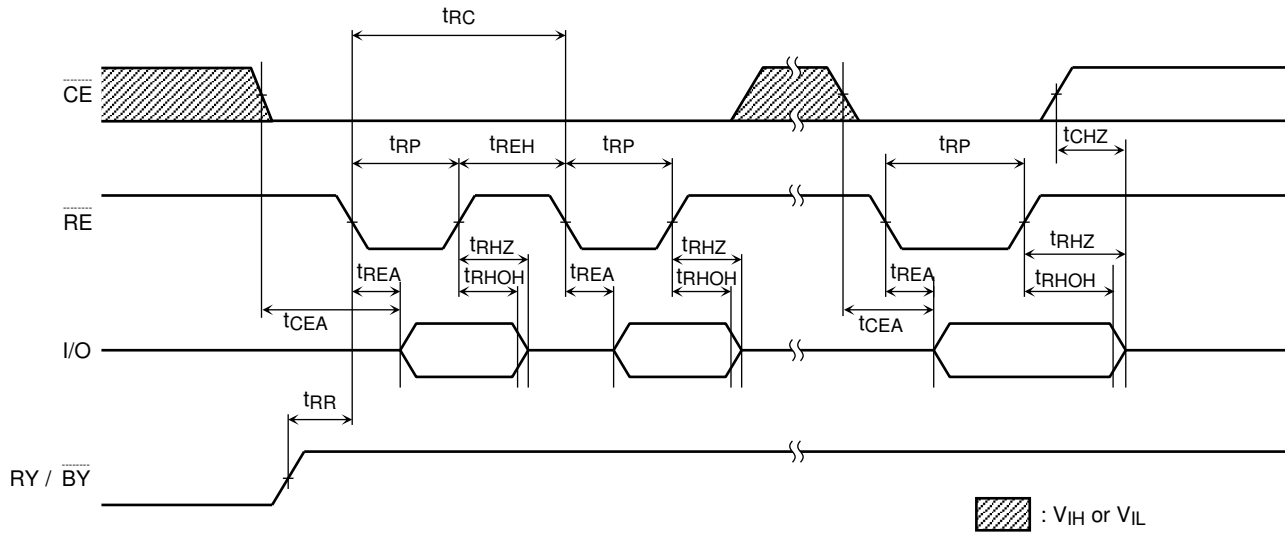 tRC
CE
tCHZ
tRP tREH tRP tRP
RE
tRHZ tRHZ tRHZ
tREA tRHOH tREA tRHOH tREA tRHOH
tCEA tCEA
I/O
tRR
RY / BY
: VIH or VIL